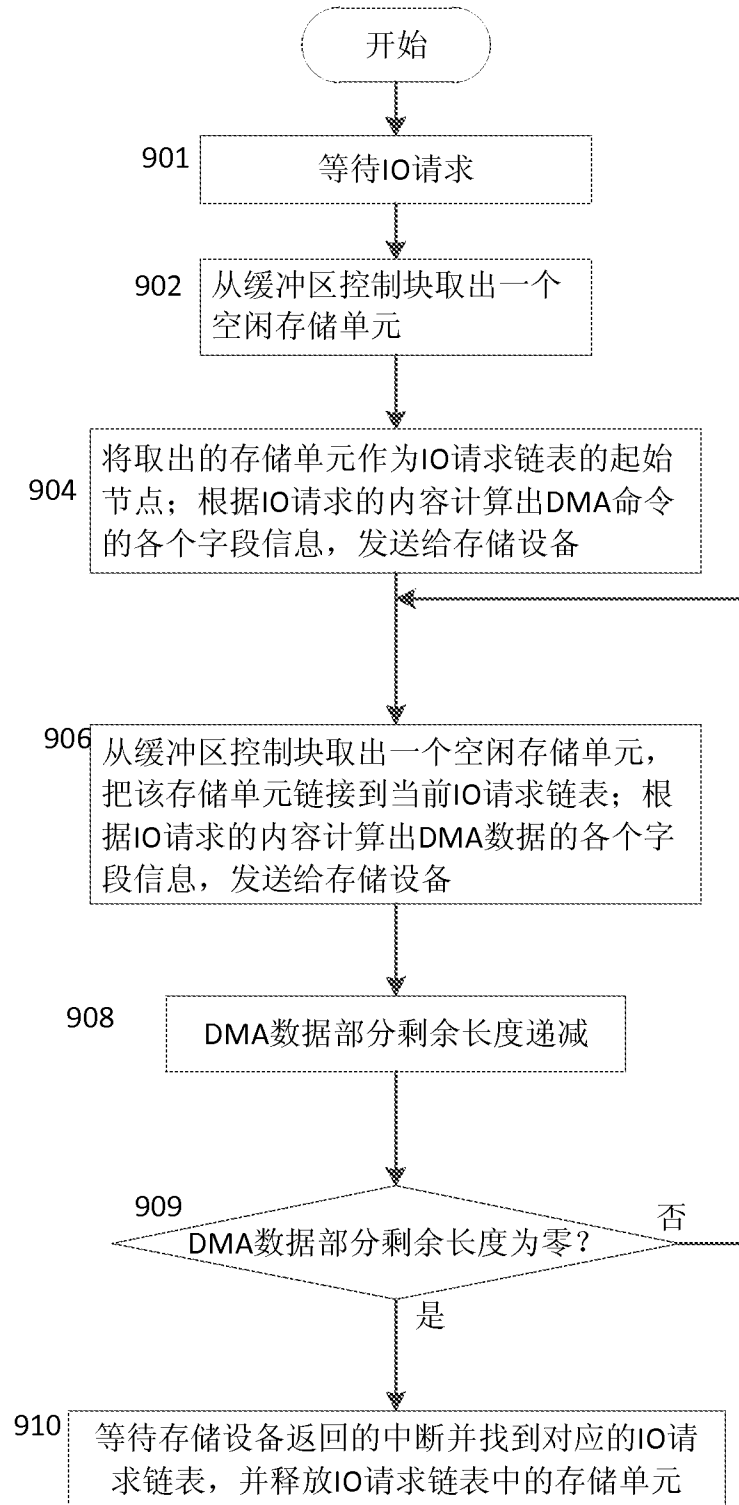 开始
901
等待IO请求
902
从缓冲区控制块取出一个
空闲存储单元
904
将取出的存储单元作为IO请求链表的起始
节点；根据IO请求的内容计算出DMA命令
的各个字段信息，发送给存储设备
906
从缓冲区控制块取出一个空闲存储单元，
把该存储单元链接到当前IO请求链表；根
据IO请求的内容计算出DMA数据的各个字
段信息，发送给存储设备
908
DMA数据部分剩余长度递减
909
DMA数据部分剩余长度为零？
否
是
910
等待存储设备返回的中断并找到对应的IO请
求链表，并释放IO请求链表中的存储单元